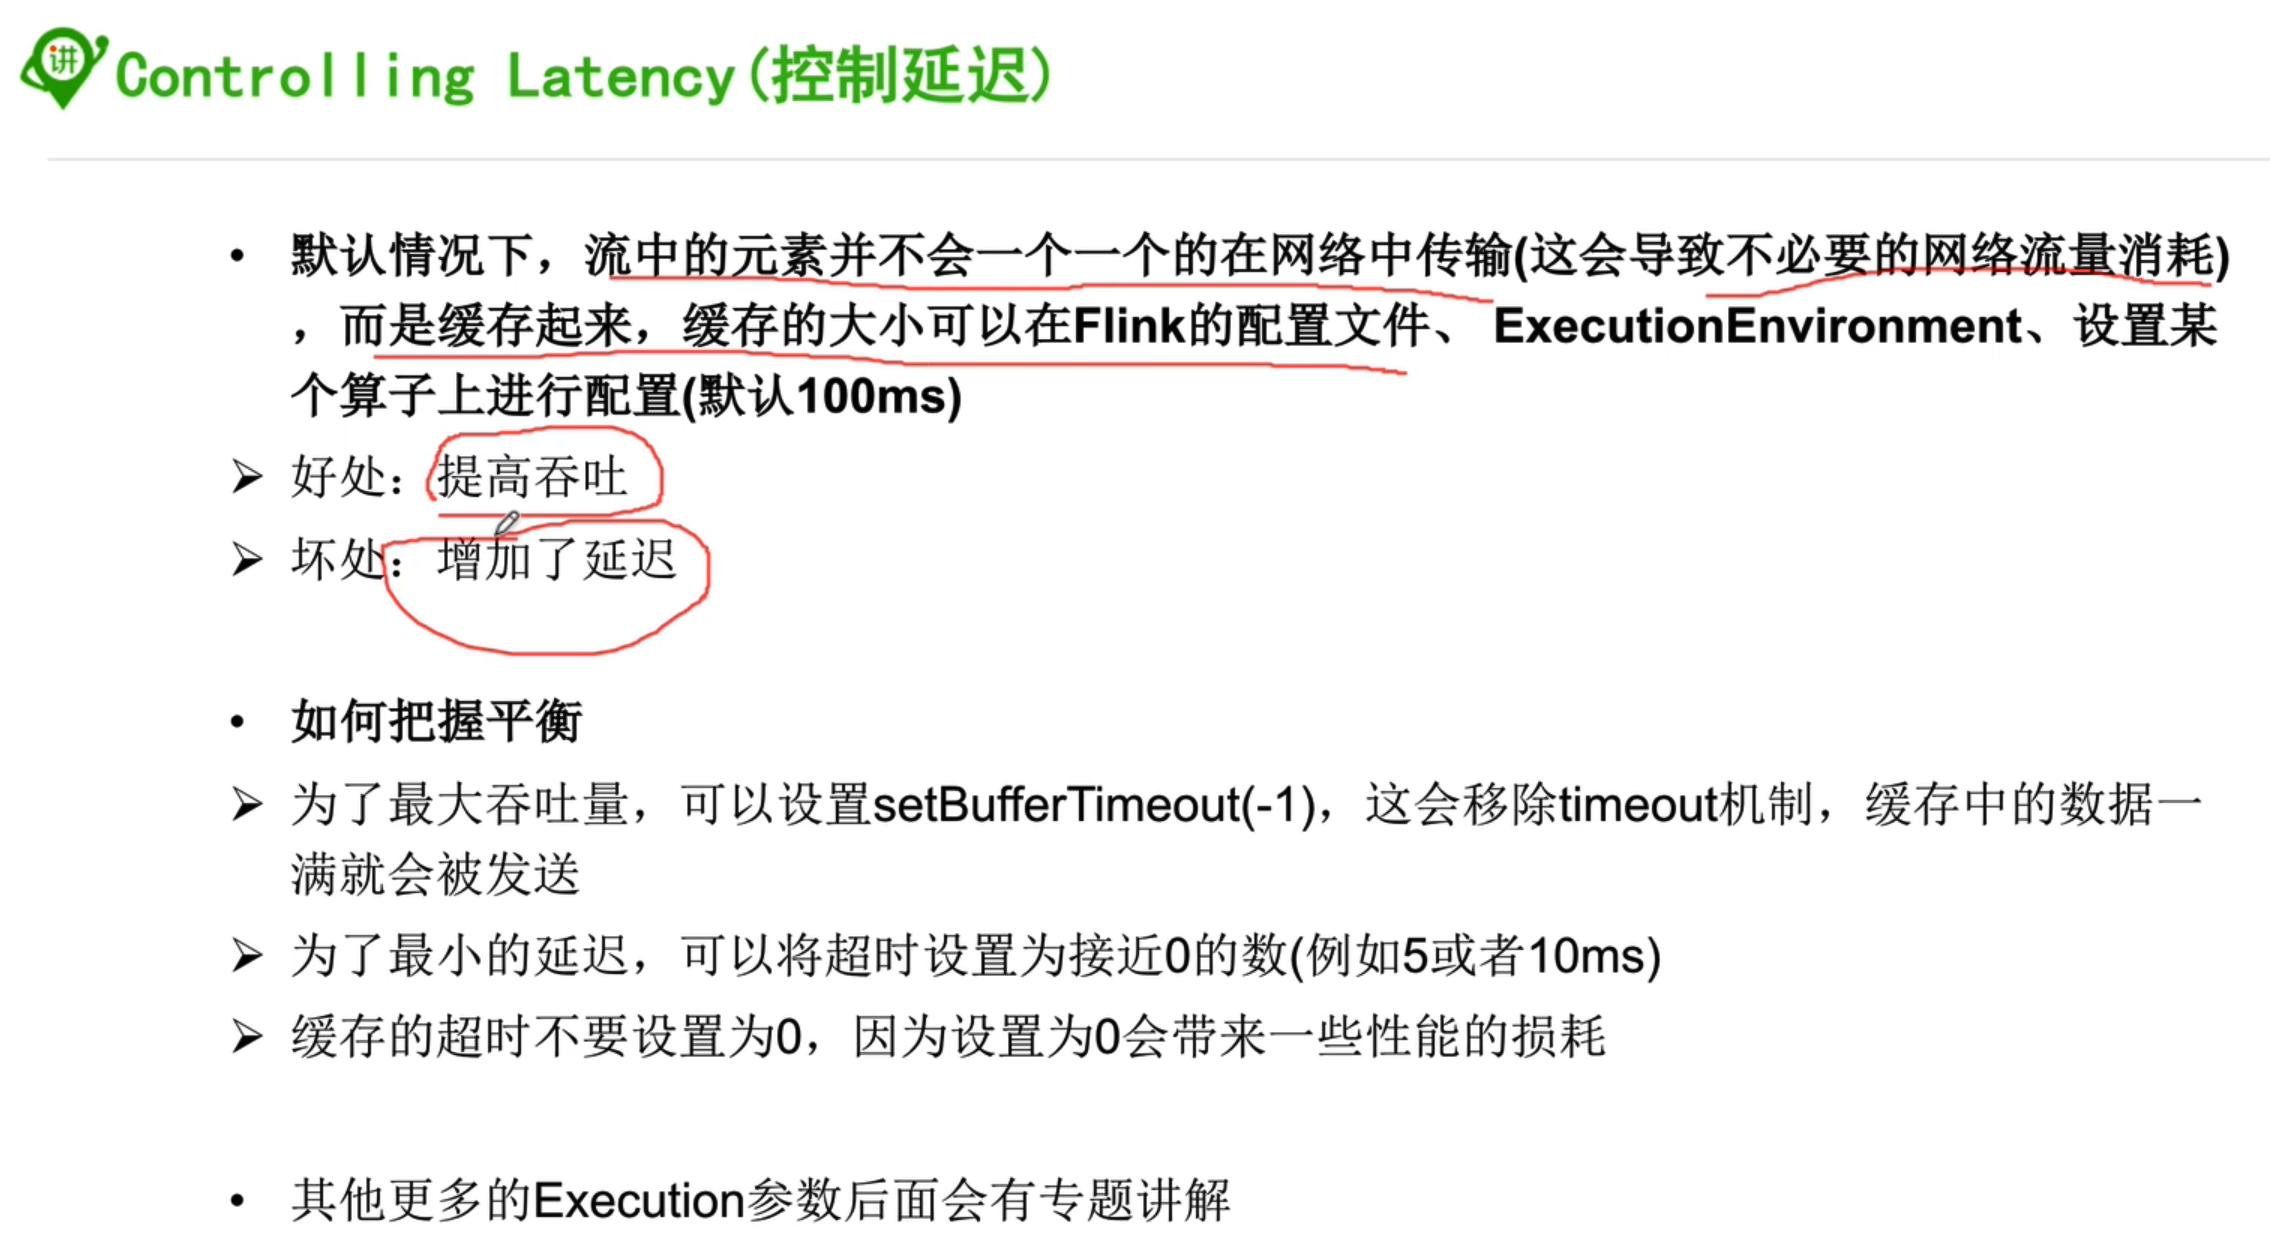 讲
Controlling Latency(控制延迟)
• 默认情况下，流中的元素并不会一个一个的在网络中传输(这会导致不必要的网络流量消耗)
，而是缓存起来，缓存的大小可以在Flink的配置文件、 ExecutionEnvironment、设置某
个算子上进行配置(默认100ms)
➢ 好处：提高吞吐
➢ 坏处：增加了延迟
• 如何把握平衡
➢ 为了最大吞吐量，可以设置setBufferTimeout(-1)，这会移除timeout机制，缓存中的数据一
满就会被发送
➢ 为了最小的延迟，可以将超时设置为接近0的数(例如5或者10ms)
➢ 缓存的超时不要设置为0，因为设置为0会带来一些性能的损耗
• 其他更多的Execution参数后面会有专题讲解